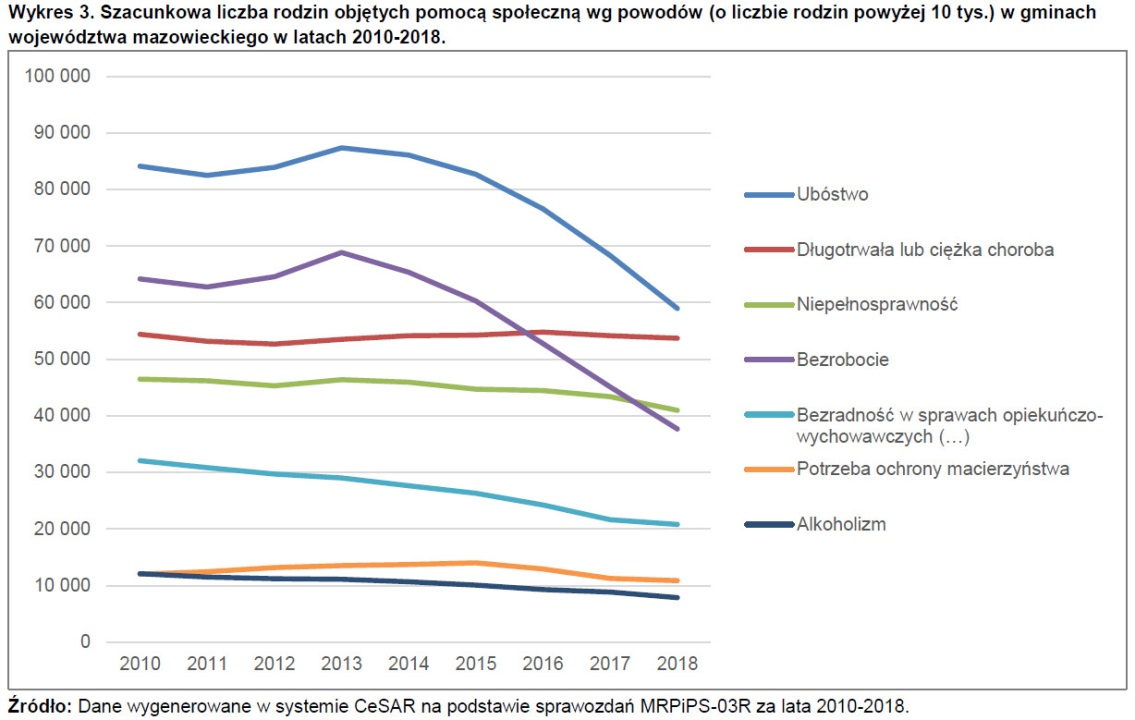 Wykres 3. Szacunkowa liczba rodzin objętych pomocą społeczną wg powodów (o liczbie rodzin powyżej 10 tys.) w gminach
województwa mazowieckiego w latach 2010-2018.
100 000
90 000
80 000
70 000
60 000
50 000
40 000
30 000
20 000
10 000
0
2010 2011 2012 2013 2014 2015 2016 2017 2018
Ubóstwo
Długotrwała lub ciężka choroba
Niepełnosprawność
Bezrobocie
Bezradność w sprawach opiekuńczo-
wychowawczych (...)
Potrzeba ochrony macierzyństwa
Alkoholizm
Źródło: Dane wygenerowane w systemie CeSAR na podstawie sprawozdań MRPiPS-03R za lata 2010-2018.